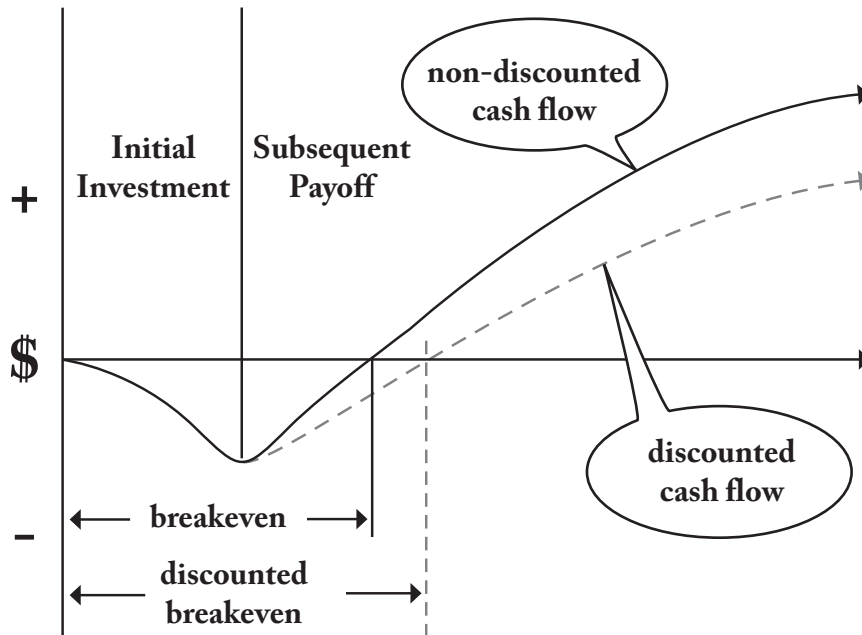 non-discounted
cash flow
Initial
Investment
Subsequent
Payoff
+
$
discounted
cash flow
-
breakeven
discounted
breakeven